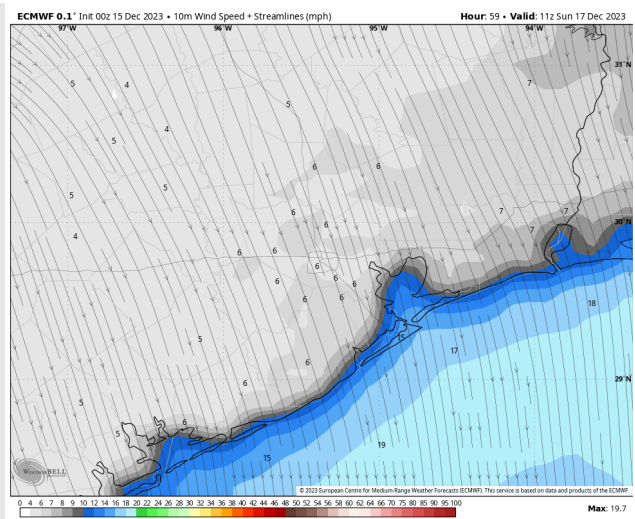 ECMWF 0.1° Init 00z 15 Dec 2023 • 10m Wind Speed + Streamlines (mph) Hour: 59 • Valid: 11z Sun 17 Dec 2023
97°W 96°W 95°W 94°W
31°N
5 4 7
5
4
5
6 6
5
5
6 7 7
6 30°N
4 7
6 6
6
6 6 6
6 6
18
5 15
17
6
29°N
6
5
6
5
19
15
WeatherBELL
© 2023 European Centre for Medium-Range Weather Forecasts (ECMWF). This service is based on data and products of the ECMWF.
0 4 6 7 8 9 10 12 14 16 18 20 22 24 26 28 30 32 34 36 38 40 42 44 46 48 50 52 54 56 58 60 62 64 66 70 75 80 85 90 95 100
Max: 19.7